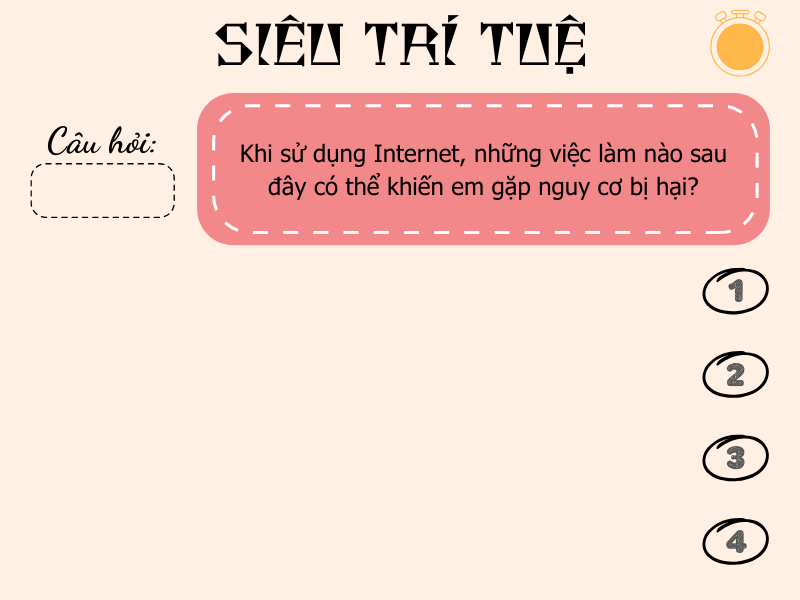 SIÊU TRÍ TUỆ
Câu hỏi:
Khi sử dụng Internet, những việc làm nào sau
đây có thể khiến em gặp nguy cơ bị hại?
1
2
3
4